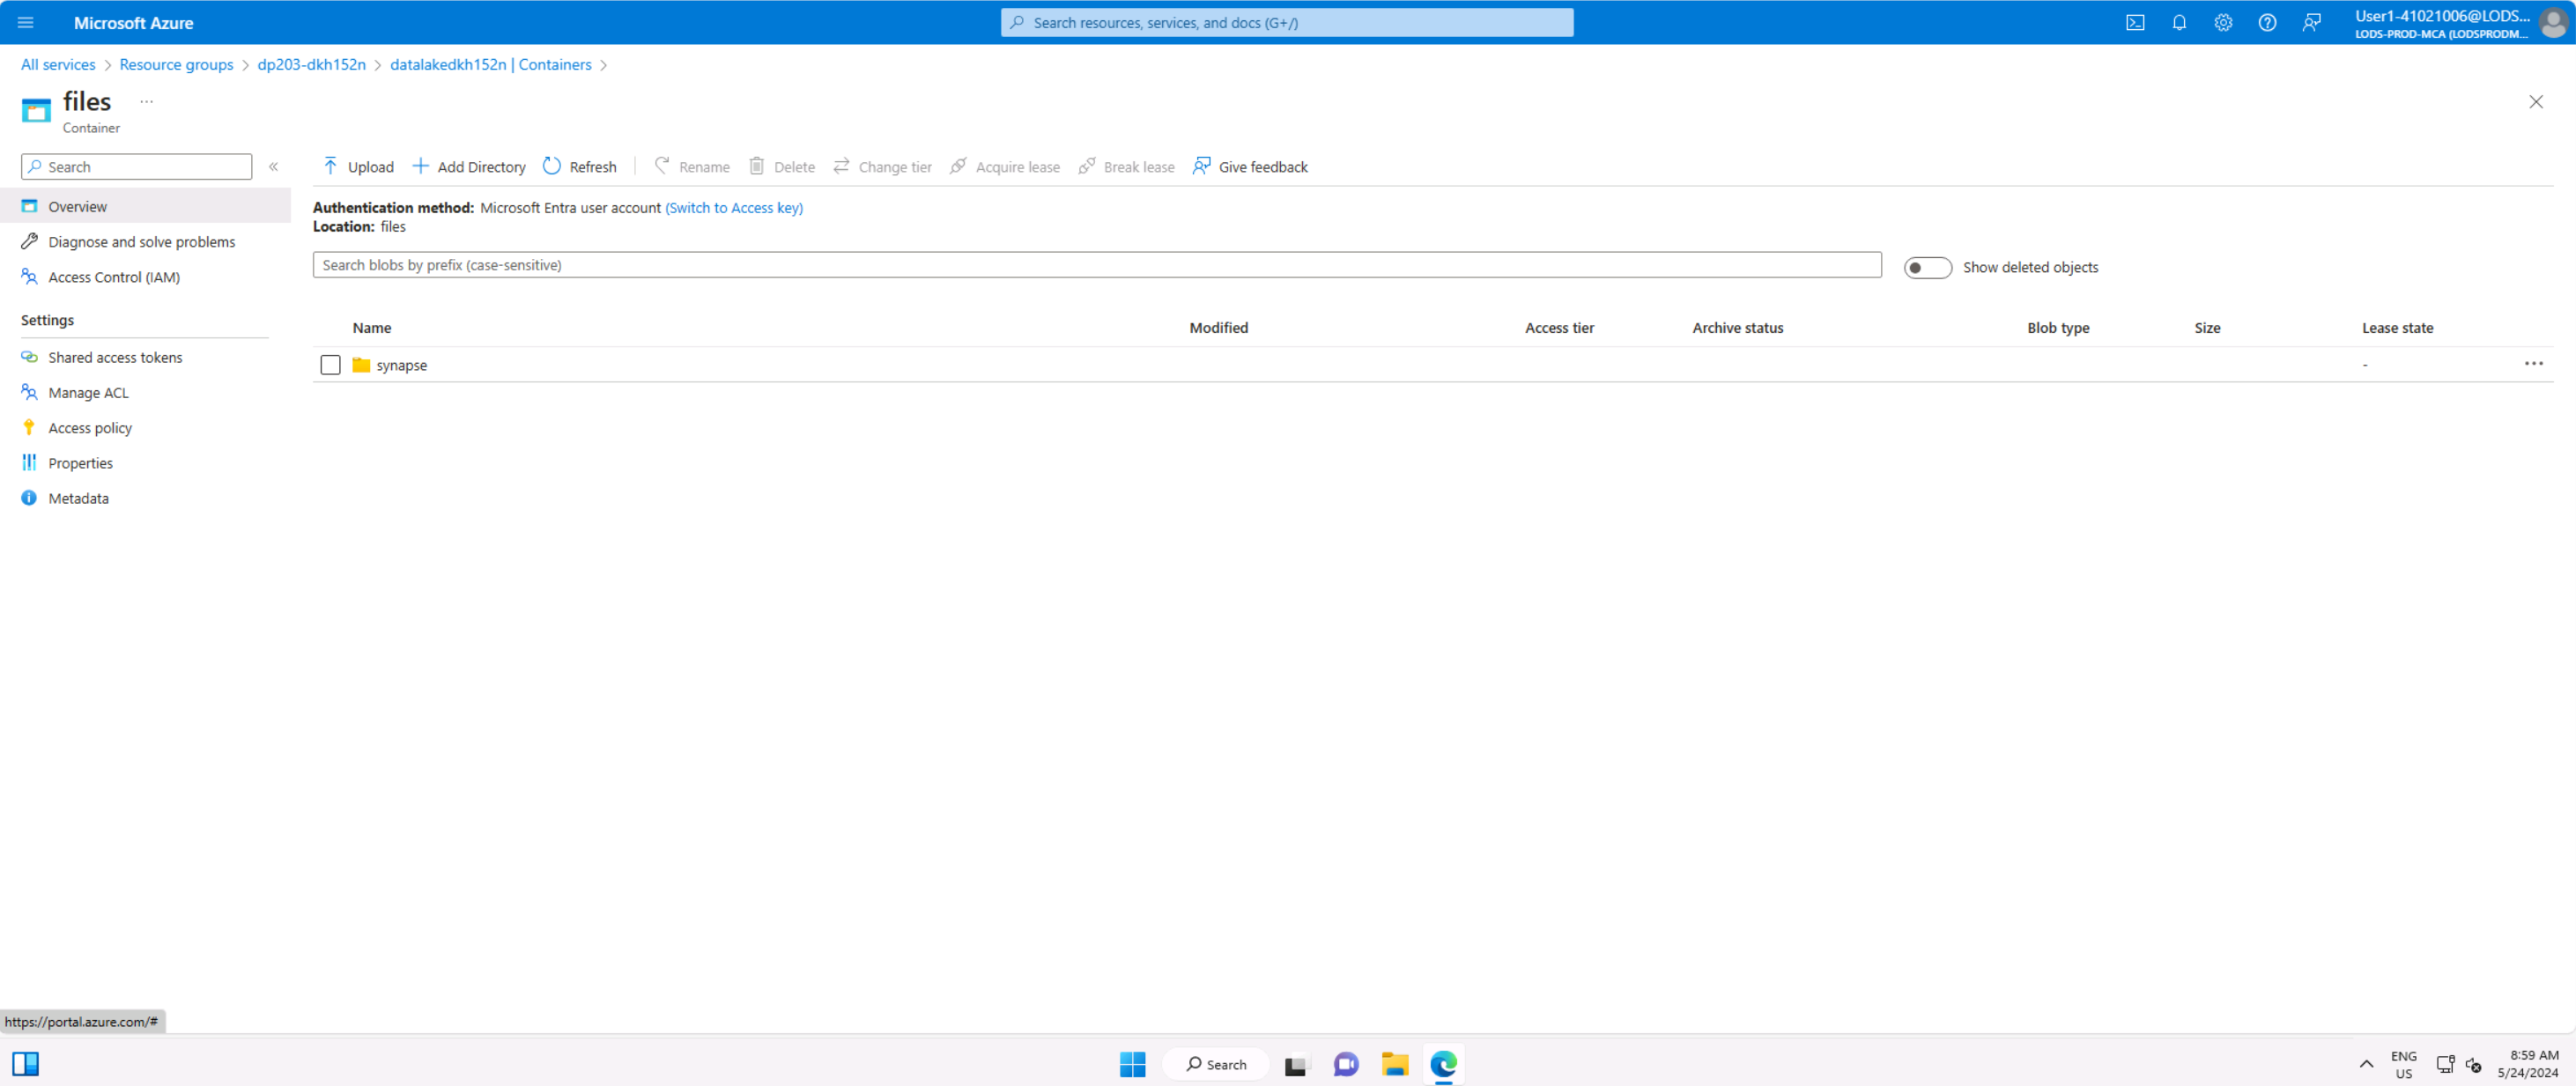 Microsoft Azure
Search resources, services, and docs (G+/)
User1-41021006@LODS...
LODS-PROD-MCA (LODSPRODM...
All services > Resource groups > dp203-dkh152n > datalakedkh152n | Containers >
files ...
Container
Search «
Upload Add Directory Refresh Rename Delete Change tier Acquire lease Break lease Give feedback
Overview
Diagnose and solve problems
Access Control (IAM)
Settings
Shared access tokens
Manage ACL
Access policy
Properties
Metadata
Authentication method: Microsoft Entra user account (Switch to Access key)
Location: files
Search blobs by prefix (case-sensitive)
Show deleted objects
Name Modified Access tier Archive status Blob type Size Lease state
synapse - ...
https://portal.azure.com/#
Search
ENG
US
8:59 AM
5/24/2024